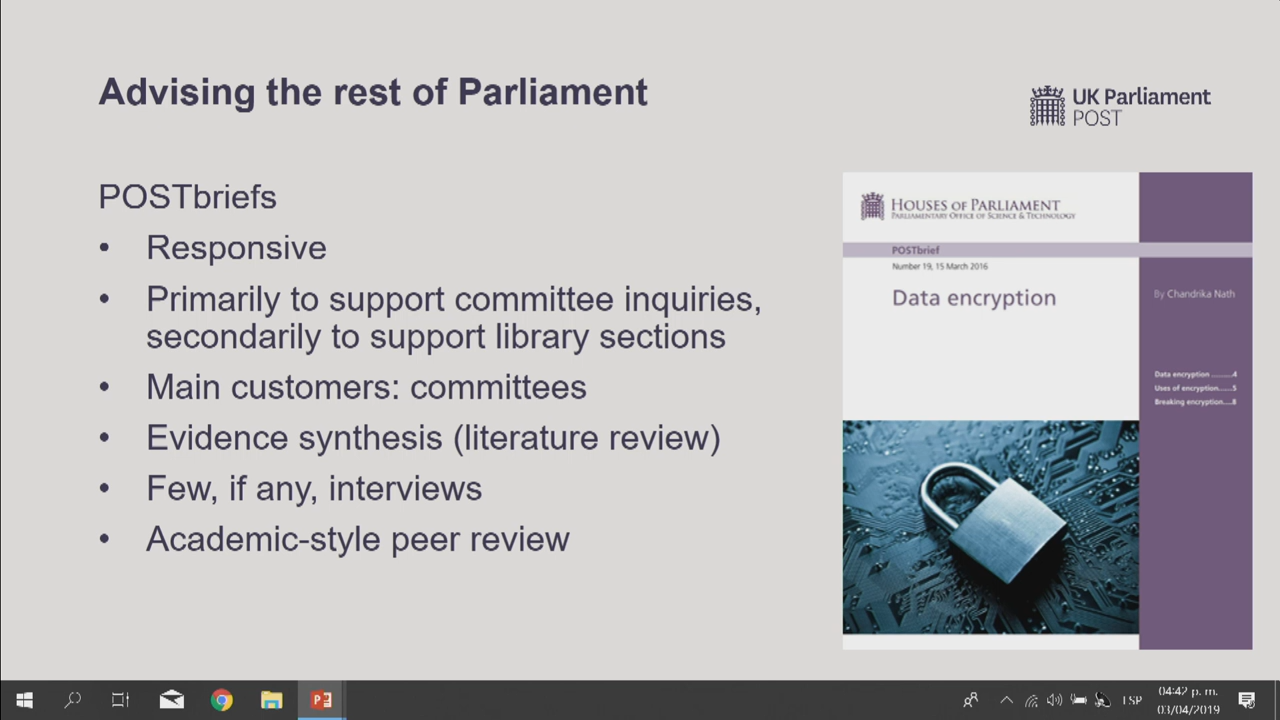 Advising the rest of Parliament
UK Parliament
POST
POSTbriefs
• Responsive
• Primarily to support committee inquiries,
secondarily to support library sections
• Main customers: committees
• Evidence synthesis (literature review)
• Few, if any, interviews
• Academic-style peer review
HOUSES OF PARLIAMENT
PARLIAMENTARY OFFICE OF SCIENCE & TECHNOLOGY
POSTbrief
Number 19, 15 March 2016
Data encryption
By Chandrika Nath
Data encryption..........4
Uses of encryption......5
Breaking encryption....8
ESP
04:42 p. m.
03/04/2019